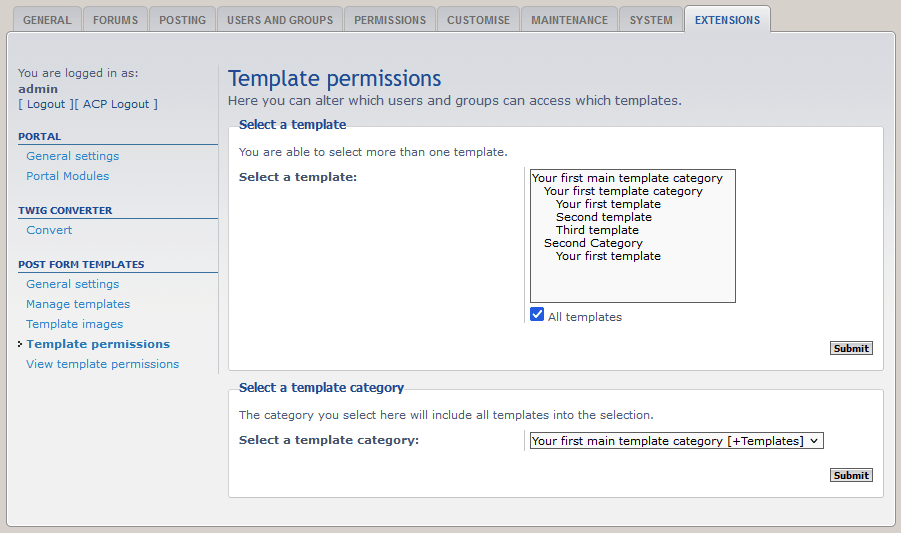 GENERAL FORUMS POSTING USERS AND GROUPS PERMISSIONS CUSTOMISE MAINTENANCE SYSTEM EXTENSIONS
You are logged in as:
admin
[ Logout ][ ACP Logout ]
PORTAL
General settings
Portal Modules
TWIG CONVERTER
Convert
POST FORM TEMPLATES
General settings
Manage templates
Template images
Template permissions
View template permissions
Template permissions
Here you can alter which users and groups can access which templates.
Select a template
You are able to select more than one template.
Select a template:
Your first main template category
Your first template category
Your first template
Second template
Third template
Second Category
Your first template
All templates
Submit
Select a template category
The category you select here will include all templates into the selection.
Select a template category:
Your first main template category [+Templates]
Submit